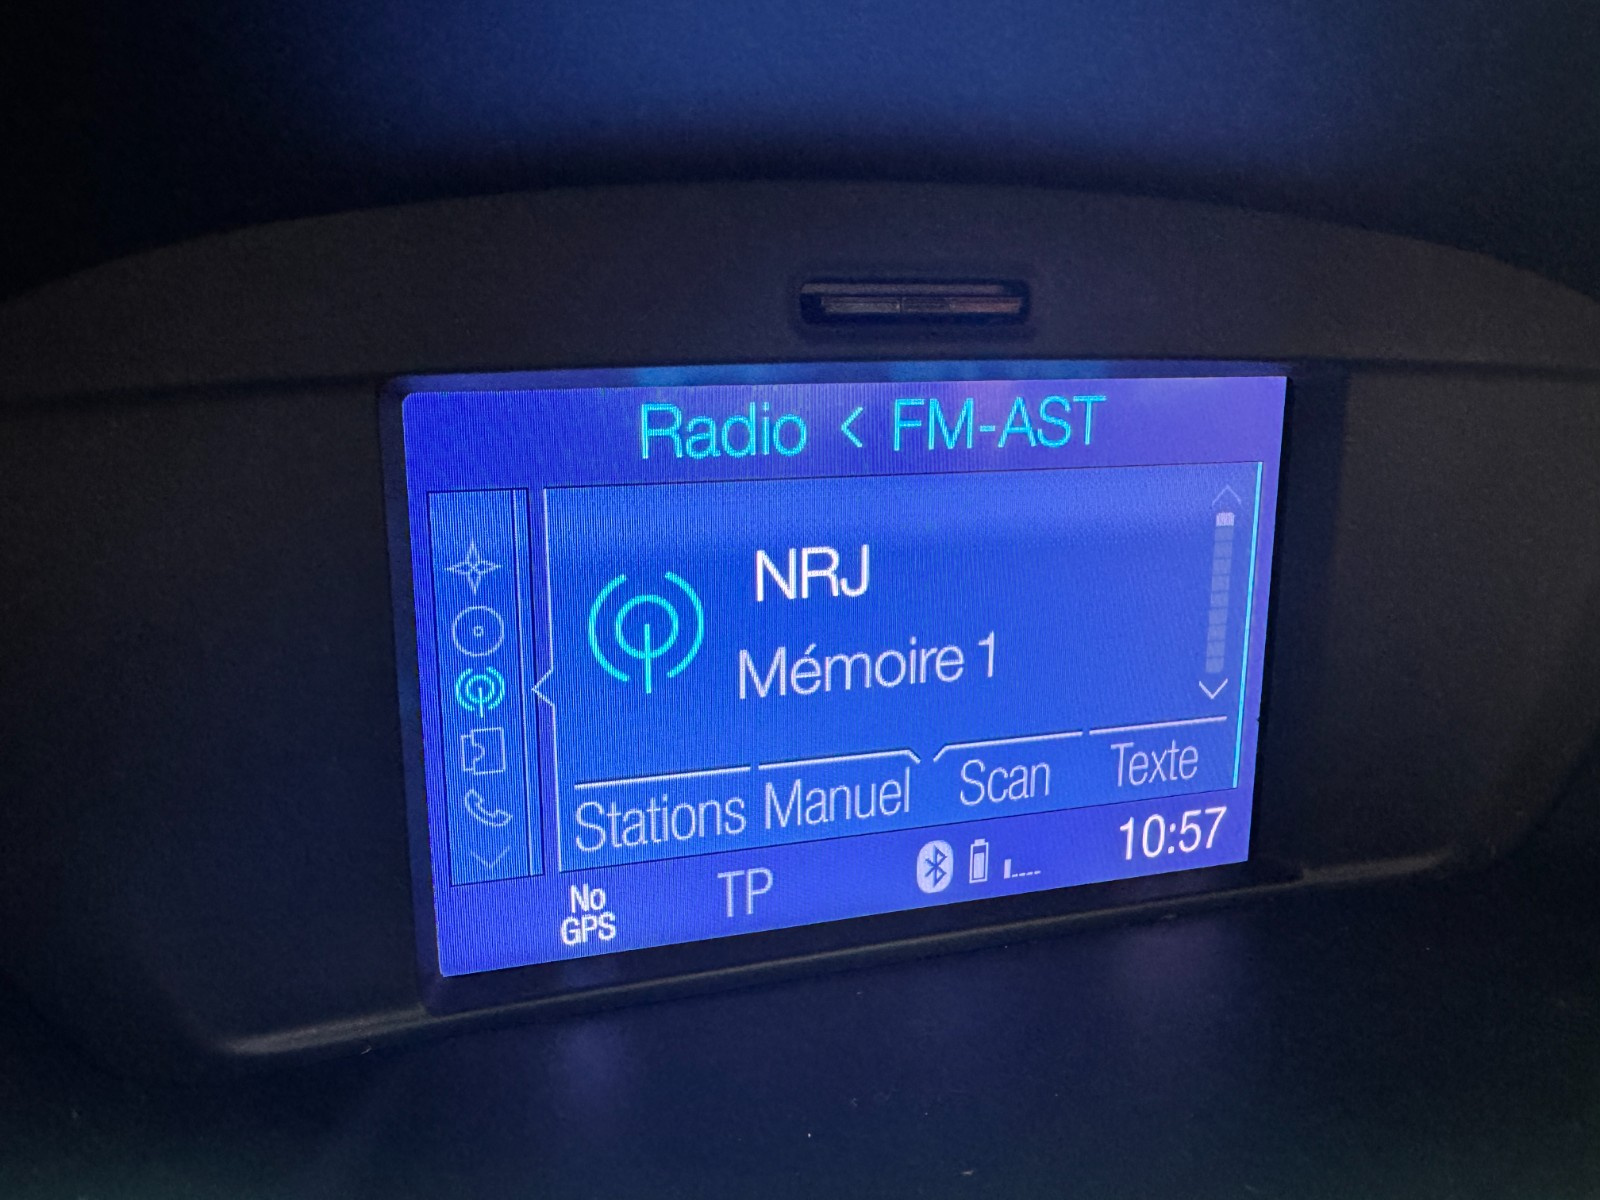 Radio < FM-AST
NRJ
Mémoire 1
Stations Manuel Scan Texte
No
GPS
TP
10:57